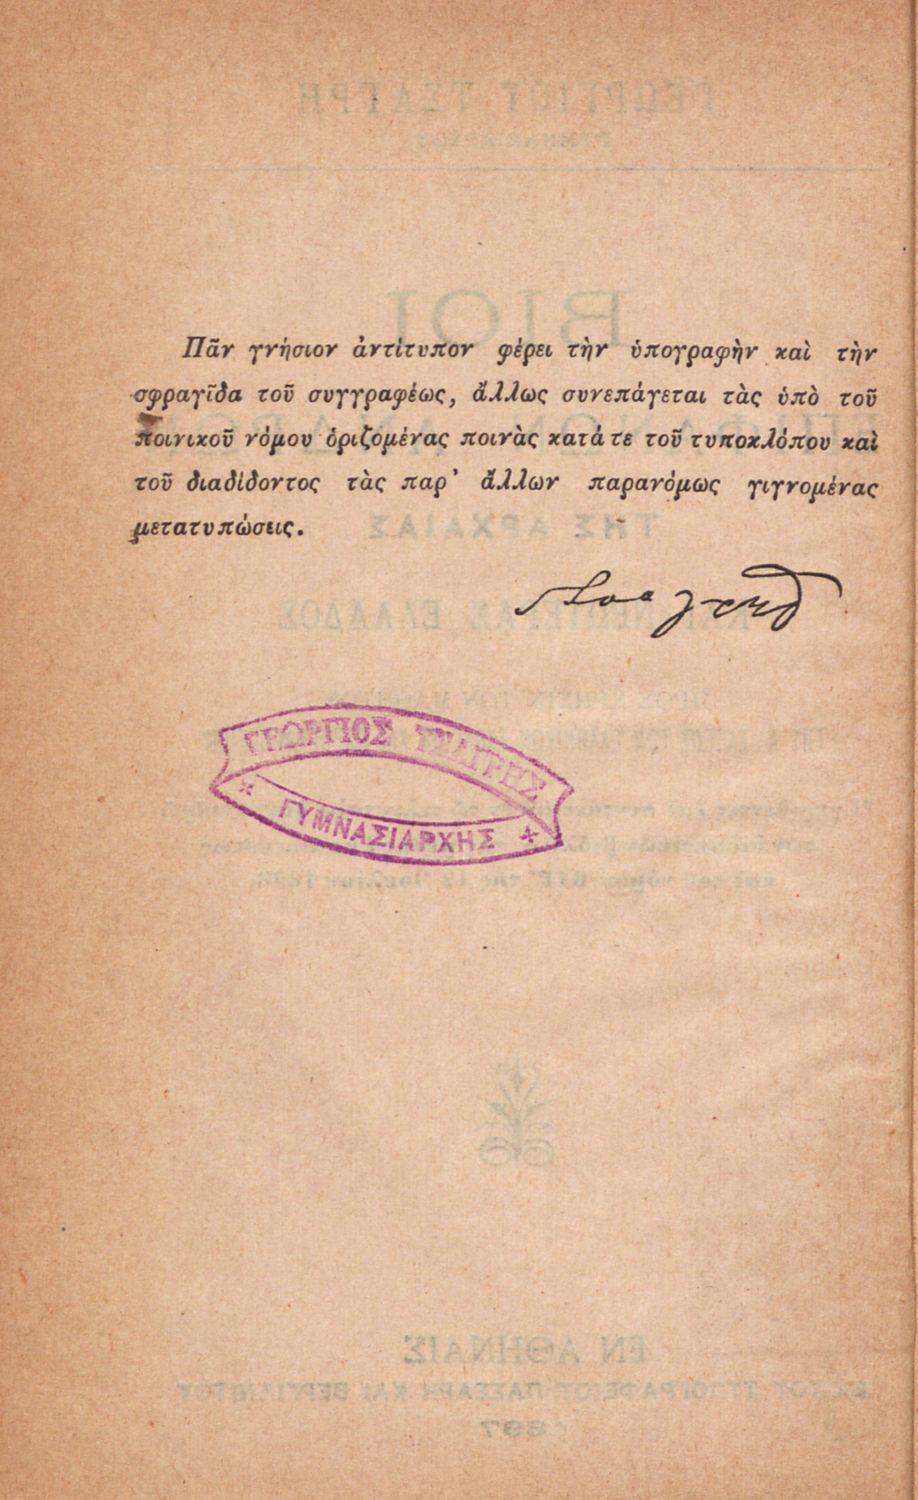 Πᾶν γνήσιον ἀντίτυπον φέρει τὴν ὑπογραφὴν καὶ τὴν
σφραγῖδα τοῦ συγγραφέως, ἄλλως συνεπάγεται τὰς ὑπὸ τοῦ
ποινικοῦ νόμου ὁριζομένας ποινὰς κατά τε τοῦ τυποκλόπου καὶ
τοῦ διαδίδοντος τὰς παρ' ἄλλων παρανόμως γιγνομένας
μετατυπώσεις.
ΓΕΩΡΓΙΟΣ ΤΣΑΓΡΗΣ
ΓΥΜΝΑΣΙΑΡΧΗΣ